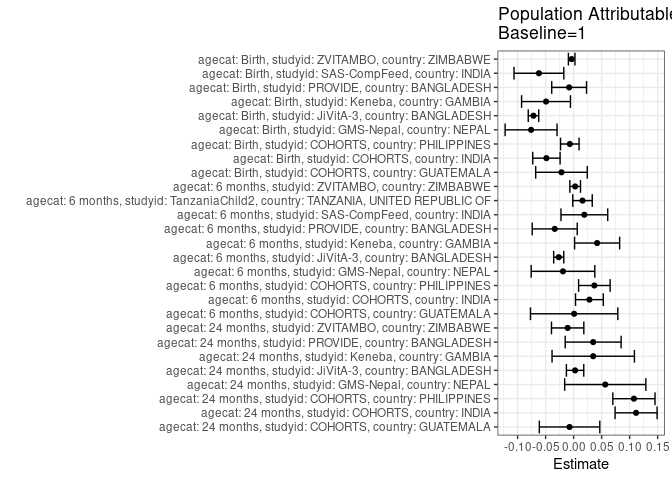 Population Attributable
Baseline=1
agecat: Birth, studyid: ZVITAMBO, country: ZIMBABWE
agecat: Birth, studyid: SAS-CompFeed, country: INDIA
agecat: Birth, studyid: PROVIDE, country: BANGLADESH
agecat: Birth, studyid: Keneba, country: GAMBIA
agecat: Birth, studyid: JiVitA-3, country: BANGLADESH
agecat: Birth, studyid: GMS-Nepal, country: NEPAL
agecat: Birth, studyid: COHORTS, country: PHILIPPINES
agecat: Birth, studyid: COHORTS, country: INDIA
agecat: Birth, studyid: COHORTS, country: GUATEMALA
agecat: 6 months, studyid: ZVITAMBO, country: ZIMBABWE
agecat: 6 months, studyid: TanzaniaChild2, country: TANZANIA, UNITED REPUBLIC OF
agecat: 6 months, studyid: SAS-CompFeed, country: INDIA
agecat: 6 months, studyid: PROVIDE, country: BANGLADESH
agecat: 6 months, studyid: Keneba, country: GAMBIA
agecat: 6 months, studyid: JiVitA-3, country: BANGLADESH
agecat: 6 months, studyid: GMS-Nepal, country: NEPAL
agecat: 6 months, studyid: COHORTS, country: PHILIPPINES
agecat: 6 months, studyid: COHORTS, country: INDIA
agecat: 6 months, studyid: COHORTS, country: GUATEMALA
agecat: 24 months, studyid: ZVITAMBO, country: ZIMBABWE
agecat: 24 months, studyid: PROVIDE, country: BANGLADESH
agecat: 24 months, studyid: Keneba, country: GAMBIA
agecat: 24 months, studyid: JiVitA-3, country: BANGLADESH
agecat: 24 months, studyid: GMS-Nepal, country: NEPAL
agecat: 24 months, studyid: COHORTS, country: PHILIPPINES
agecat: 24 months, studyid: COHORTS, country: INDIA
agecat: 24 months, studyid: COHORTS, country: GUATEMALA
-0.10 -0.05 0.00 0.05 0.10 0.15
Estimate